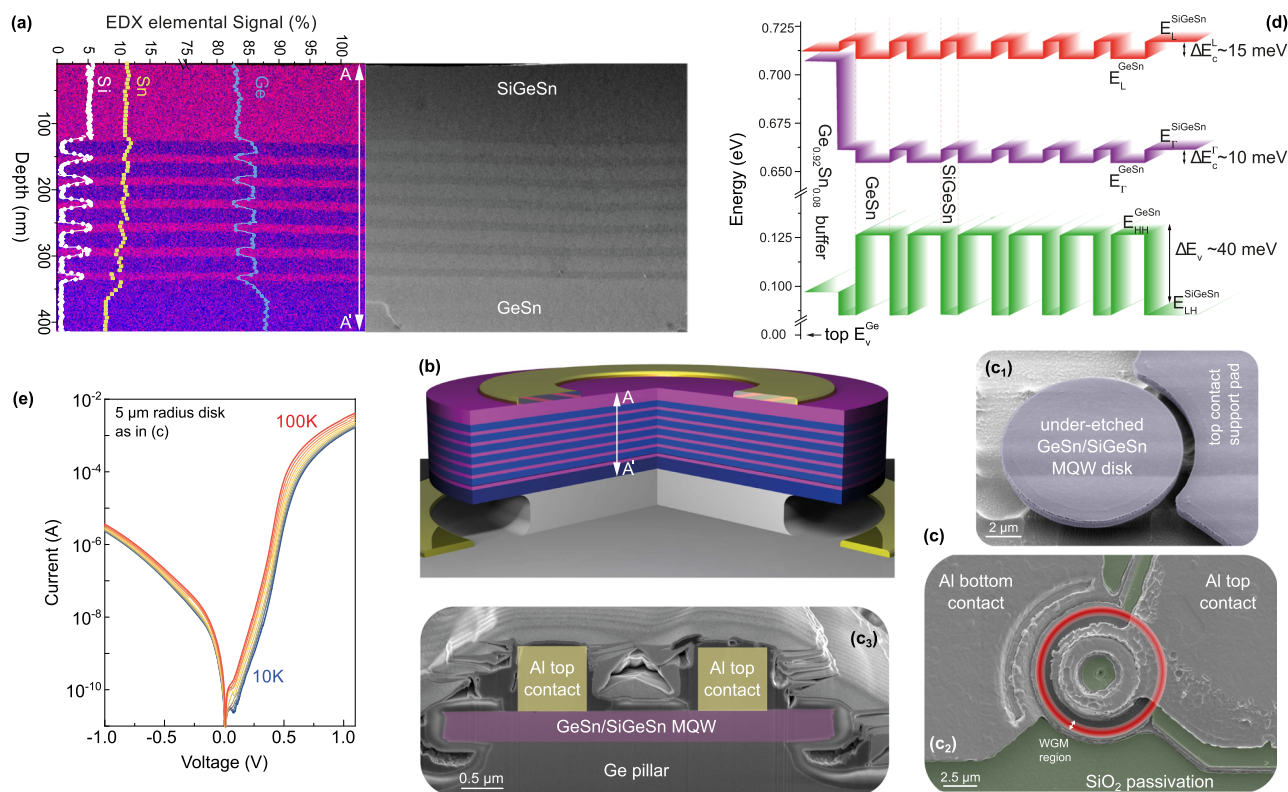 (a)
EDX elemental Signal (%)
0 5 10 75 80 85 90 95 100
Si
Sn
Ge
A
A'
Depth (nm)
100
200
300
400
SiGeSn
GeSn
(d)
Energy (eV)
0.700
0.675
0.650
0.125
0.100
0.00
top E_v^Ge
Ge0.92Sn0.08 buffer
GeSn
SiGeSn
E_L^SiGeSn
ΔE_c^L~15 meV
E_L^GeSn
E_Γ^SiGeSn
ΔE_c^Γ~10 meV
E_Γ^GeSn
E_HH^GeSn
ΔE_v ~40 meV
E_LH^SiGeSn
(b)
A
A'
(c1)
under-etched
GeSn/SiGeSn
MQW disk
top contact
support pad
2 µm
(e)
5 µm radius disk
as in (c)
100K
10K
Current (A)
10-2
10-4
10-6
10-8
10-10
-1.0 -0.5 0.0 0.5 1.0
Voltage (V)
(c3)
Al top
contact
Al top
contact
GeSn/SiGeSn MQW
Ge pillar
0.5 µm
(c)
Al bottom
contact
Al top
contact
WGM
region
(c2)
2.5 µm
SiO2 passivation